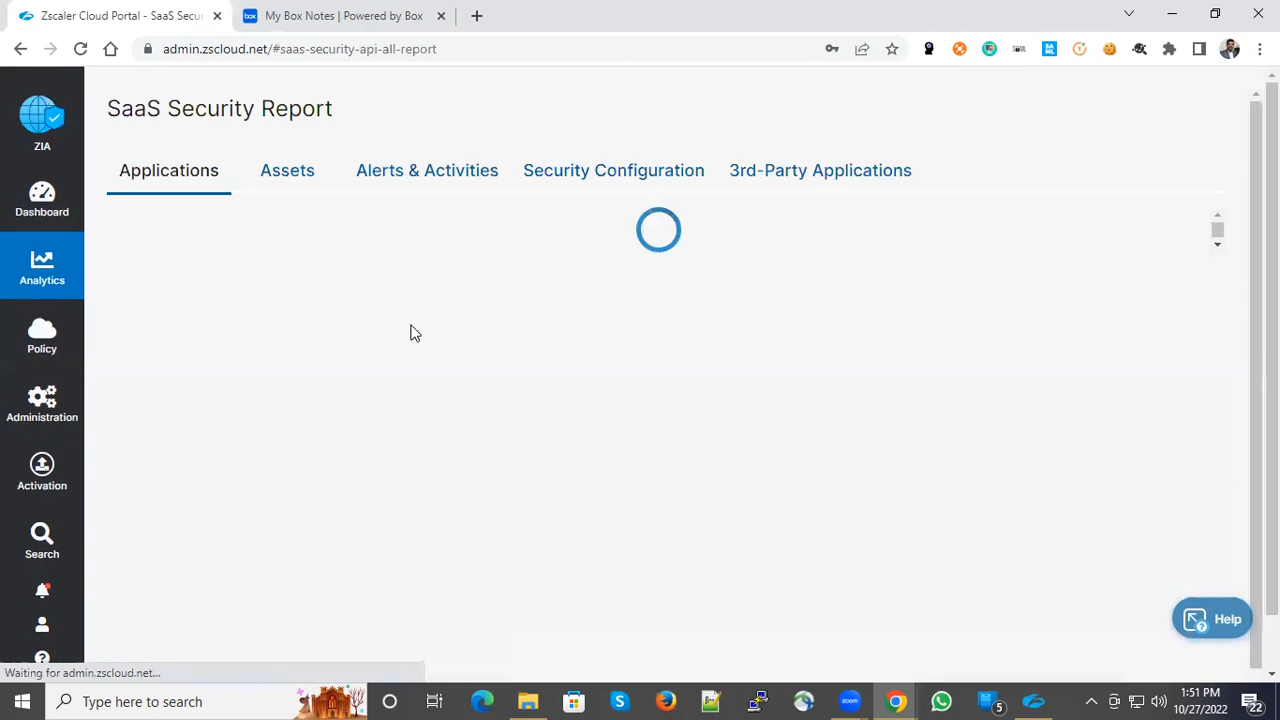 Zscaler Cloud Portal - SaaS Secu
box My Box Notes | Powered by Box
admin.zscloud.net/#saas-security-api-all-report
ZIA
Dashboard
Analytics
Policy
Administration
Activation
Search
SaaS Security Report
Applications Assets Alerts & Activities Security Configuration 3rd-Party Applications
Help
Waiting for admin.zscloud.net...
Type here to search
5
1:51 PM
10/27/2022
22